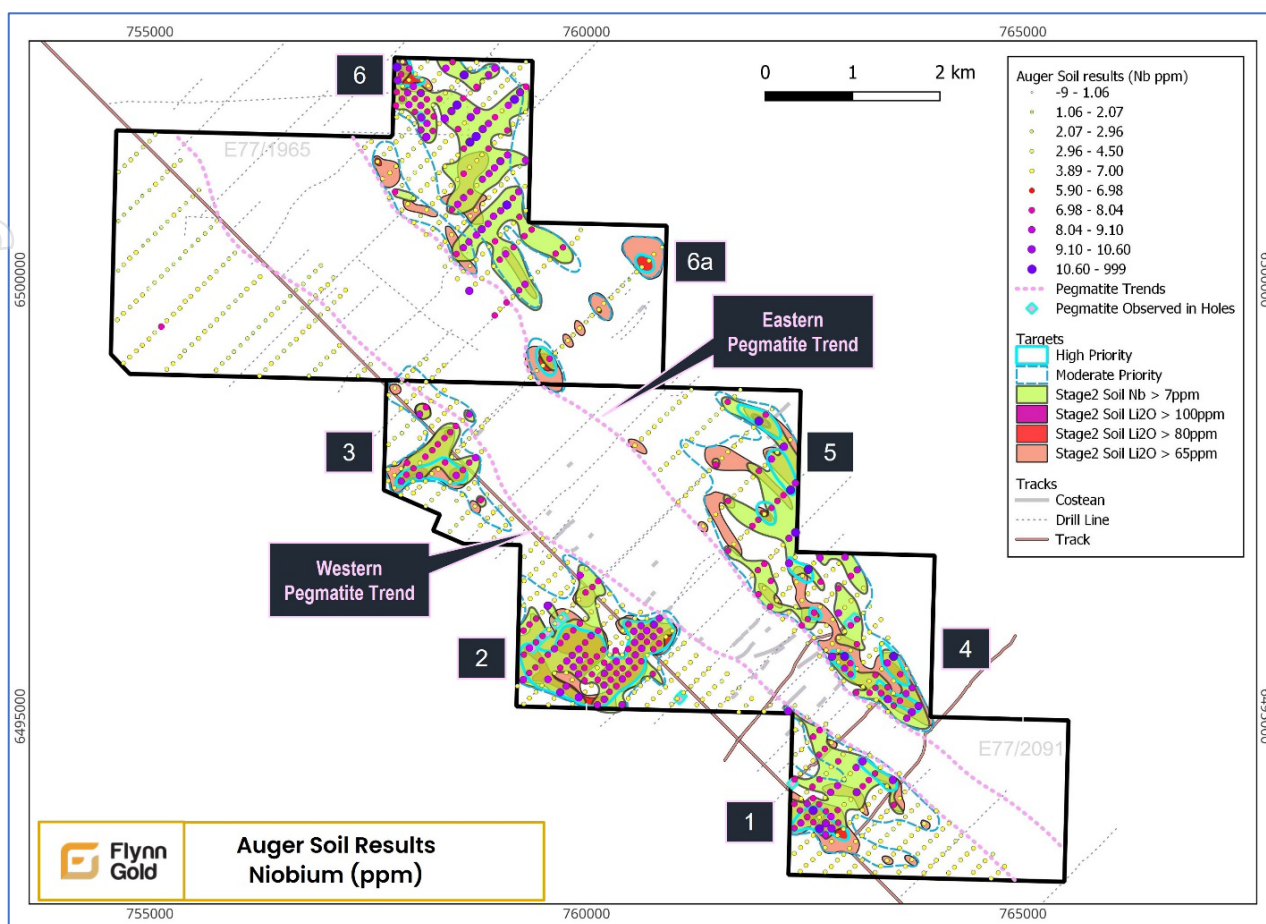 755000
760000
765000
6
0 1 2 km
E77/1965
6500000
6500000
6a
Eastern
Pegmatite Trend
3
5
Western
Pegmatite Trend
2
4
6495000
6495000
E77/2091
1
Auger Soil results (Nb ppm)
-9 - 1.06
1.06 - 2.07
2.07 - 2.96
2.96 - 4.50
3.89 - 7.00
5.90 - 6.98
6.98 - 8.04
8.04 - 9.10
9.10 - 10.60
10.60 - 999
Pegmatite Trends
Pegmatite Observed in Holes
Targets
High Priority
Moderate Priority
Stage2 Soil Nb > 7ppm
Stage2 Soil Li2O > 100ppm
Stage2 Soil Li2O > 80ppm
Stage2 Soil Li2O > 65ppm
Tracks
Costean
Drill Line
Track
Flynn
Gold
Auger Soil Results
Niobium (ppm)
755000
760000
765000